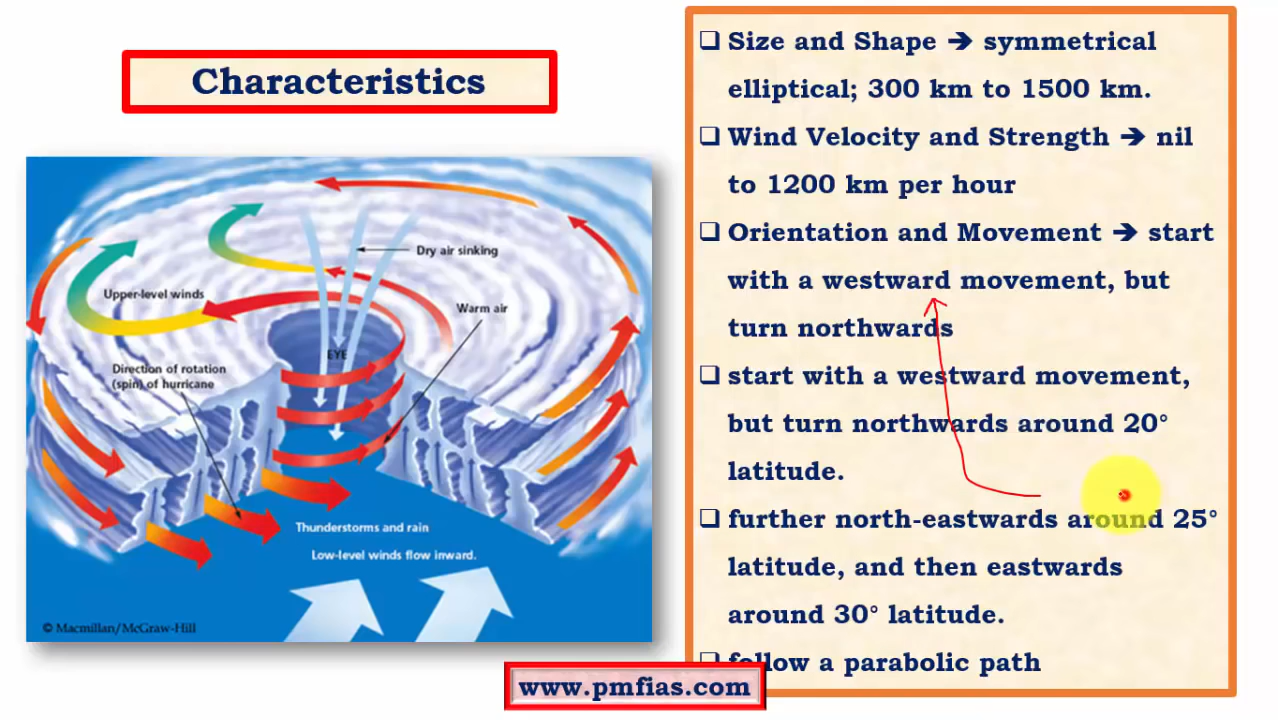 Characteristics
Dry air sinking
Upper-level winds
Warm air
EYE
Direction of rotation
(spin) of hurricane
Thunderstorms and rain
Low-level winds flow inward.
© Macmillan/McGraw-Hill
❑ Size and Shape ➔ symmetrical
elliptical; 300 km to 1500 km.
❑ Wind Velocity and Strength ➔ nil
to 1200 km per hour
❑ Orientation and Movement ➔ start
with a westward movement, but
turn northwards
❑ start with a westward movement,
but turn northwards around 20°
latitude.
❑ further north-eastwards around 25°
latitude, and then eastwards
around 30° latitude.
❑ follow a parabolic path
www.pmfias.com